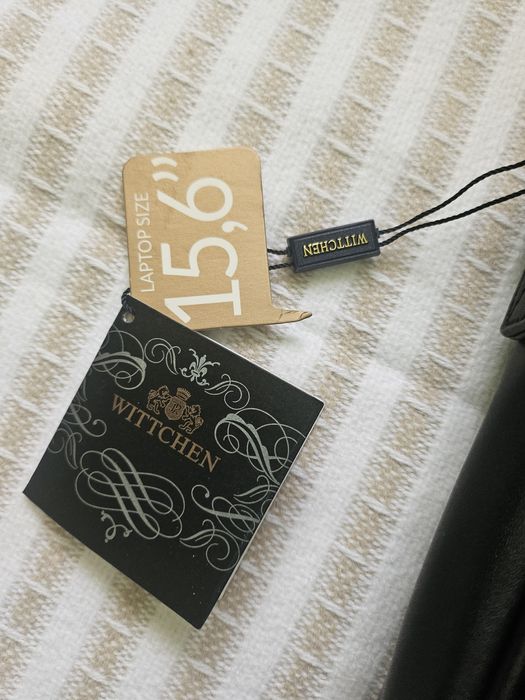 LAPTOP SIZE
15,6”
WITTCHEN
WITTCHEN